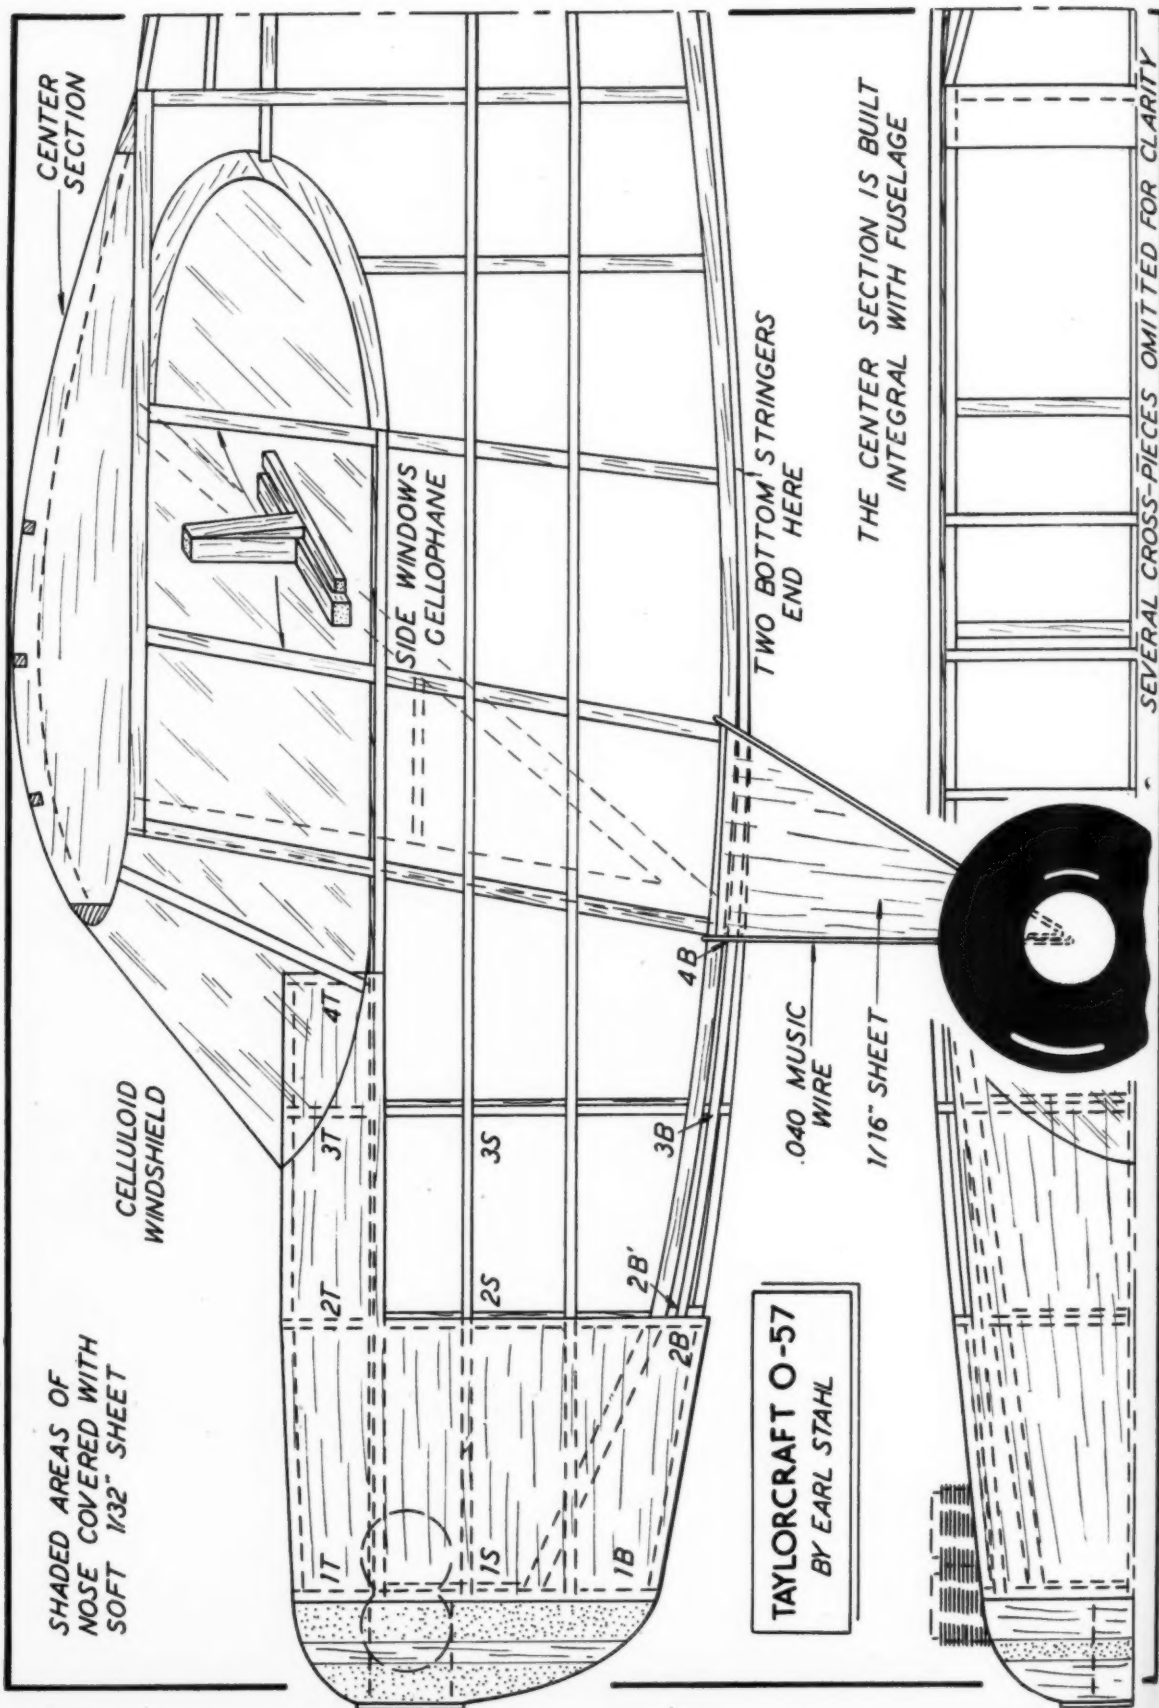 SHADED AREAS OF
NOSE COVERED WITH
SOFT 1/32" SHEET
CELLULOID
WINDSHIELD
CENTER
SECTION
1T
2T
3T
4T
SIDE WINDOWS
CELLOPHANE
1S
2S
3S
1B
2B
2B'
3B
4B
TWO BOTTOM STRINGERS
END HERE
TAYLORCRAFT O-57
BY EARL STAHL
.040 MUSIC
WIRE
1/16" SHEET
THE CENTER SECTION IS BUILT
INTEGRAL WITH FUSELAGE
SEVERAL CROSS-PIECES OMITTED FOR CLARITY